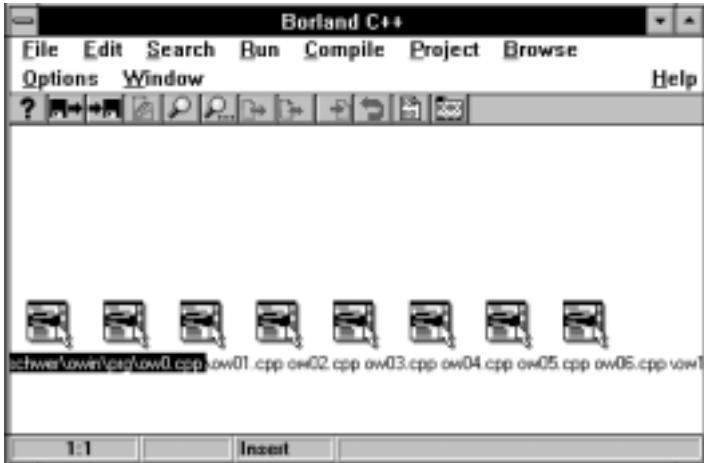 Borland C++
File Edit Search Run Compile Project Browse
Options Window Help
?
schwer\owin\prg\ow0.cpp \ow01.cpp ow02.cpp ow03.cpp ow04.cpp ow05.cpp ow06.cpp \ow1
1:1 Insert